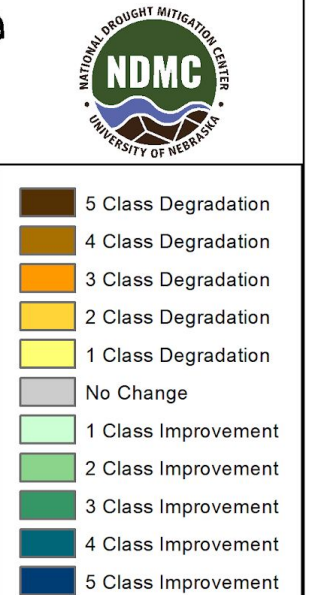 NATIONAL DROUGHT MITIGATION CENTER
NDMC
UNIVERSITY OF NEBRASKA
5 Class Degradation
4 Class Degradation
3 Class Degradation
2 Class Degradation
1 Class Degradation
No Change
1 Class Improvement
2 Class Improvement
3 Class Improvement
4 Class Improvement
5 Class Improvement